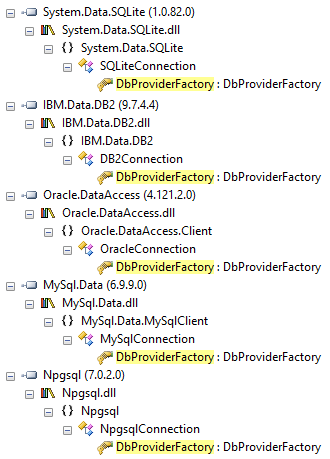 System.Data.SQLite (1.0.82.0)
System.Data.SQLite.dll
{} System.Data.SQLite
SQLiteConnection
DbProviderFactory : DbProviderFactory
IBM.Data.DB2 (9.7.4.4)
IBM.Data.DB2.dll
{} IBM.Data.DB2
DB2Connection
DbProviderFactory : DbProviderFactory
Oracle.DataAccess (4.121.2.0)
Oracle.DataAccess.dll
{} Oracle.DataAccess.Client
OracleConnection
DbProviderFactory : DbProviderFactory
MySql.Data (6.9.9.0)
MySql.Data.dll
{} MySql.Data.MySqlClient
MySqlConnection
DbProviderFactory : DbProviderFactory
Npgsql (7.0.2.0)
Npgsql.dll
{} Npgsql
NpgsqlConnection
DbProviderFactory : DbProviderFactory